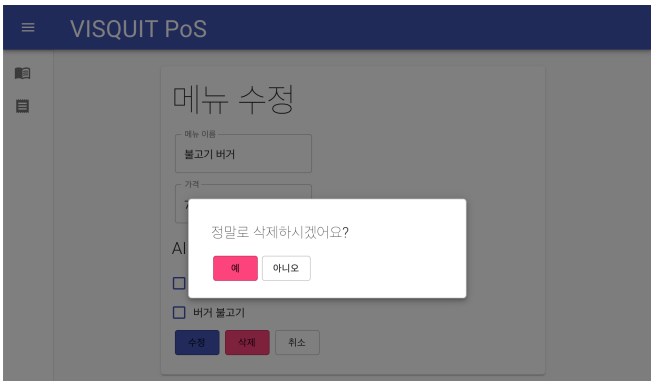 VISQUIT PoS
메뉴 수정
메뉴 이름
불고기 버거
가격
정말로 삭제하시겠어요?
AI
예 아니오
버거 불고기
수정 삭제 취소